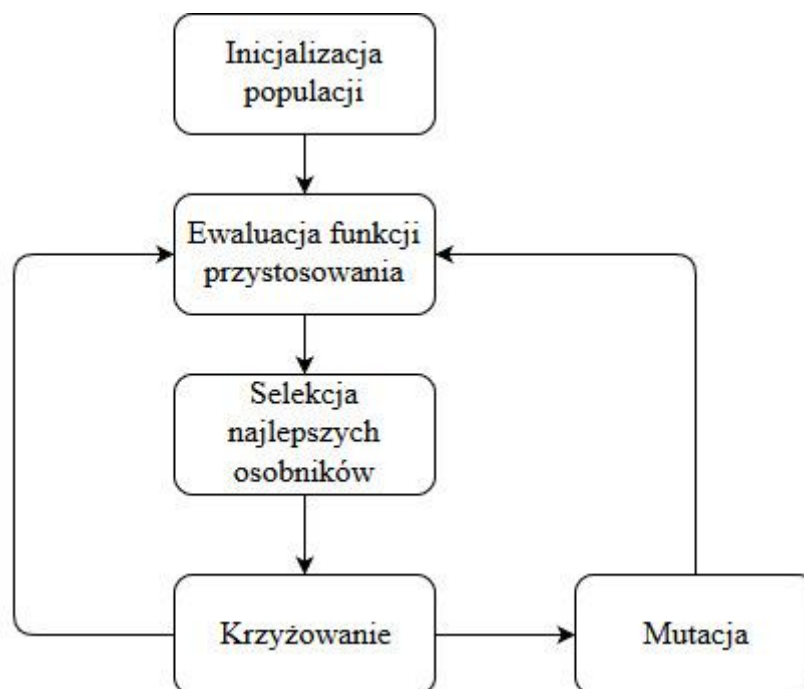 Inicjalizacja
populacji
Ewaluacja funkcji
przystosowania
Selekcja
najlepszych
osobników
Krzyżowanie
Mutacja